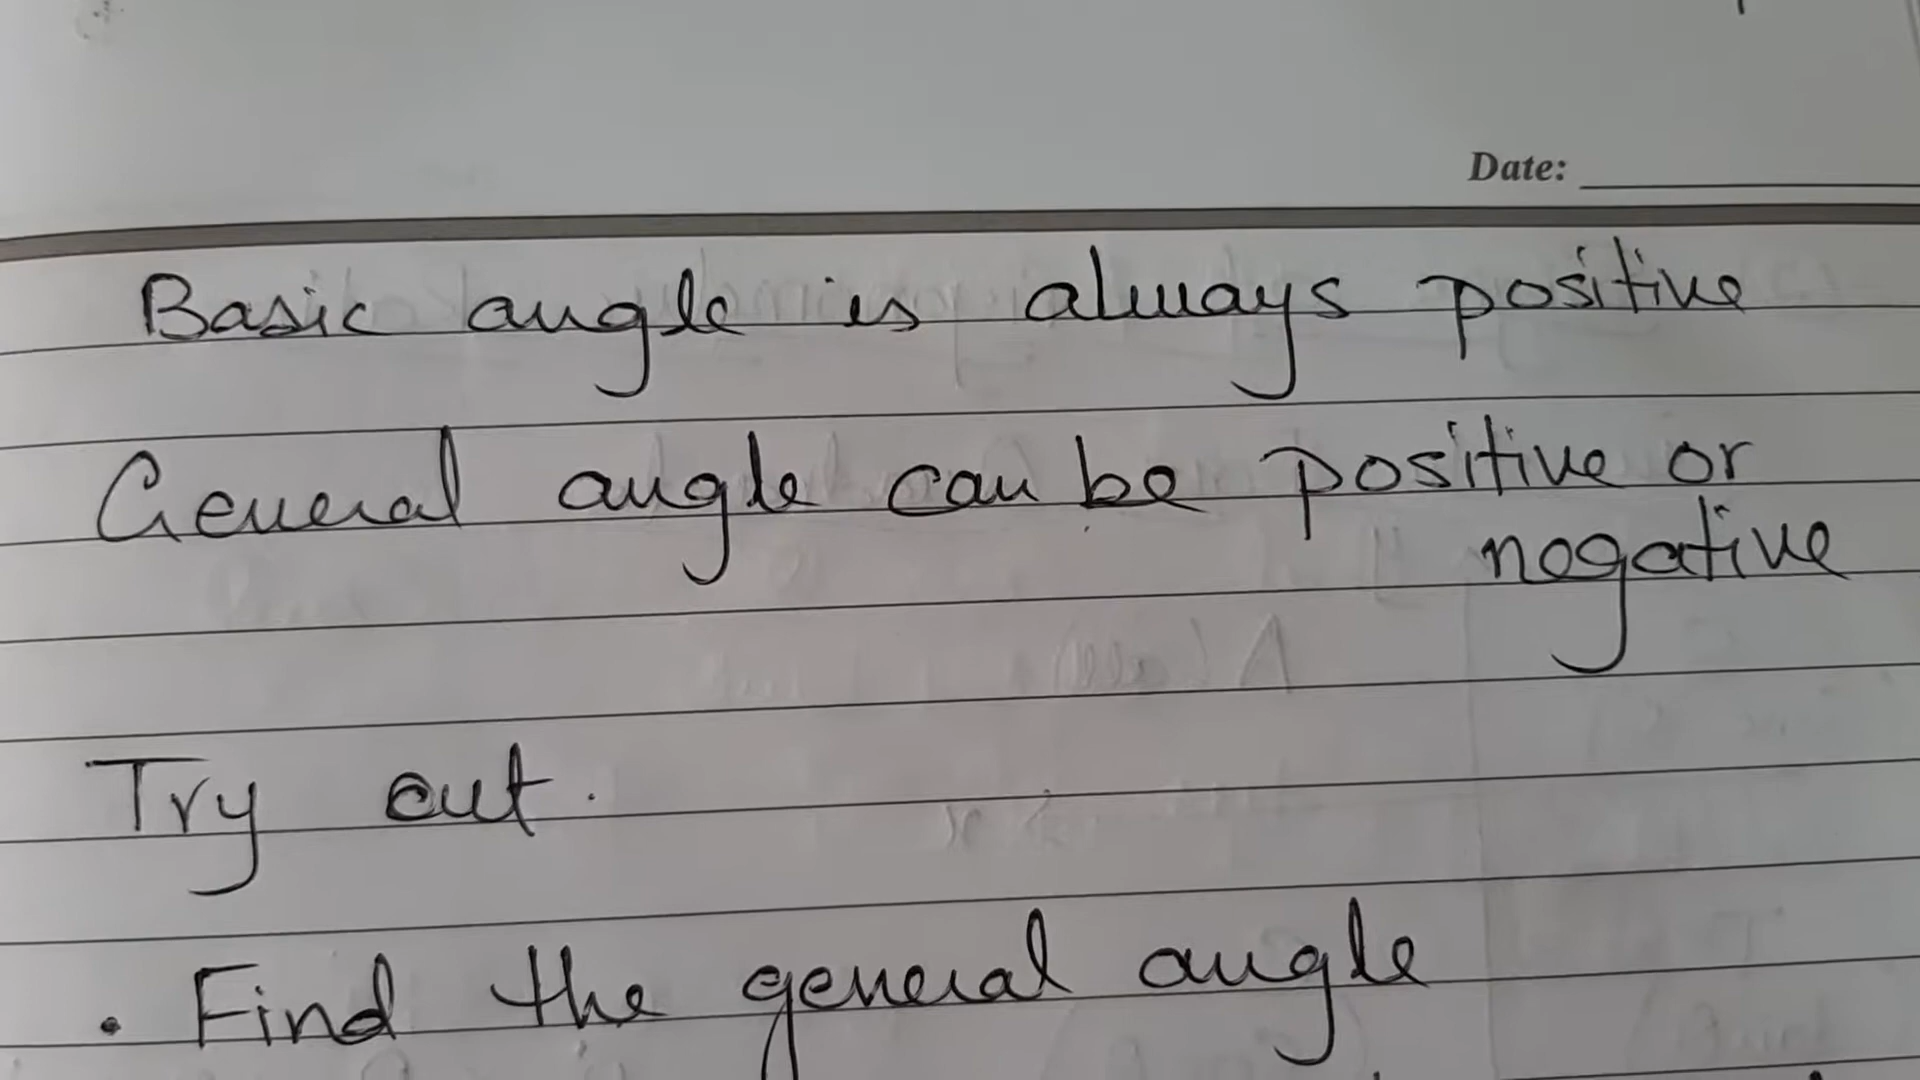 Date:
Basic angle is always positive
General angle can be positive or
negative
Try out.
• Find the general angle